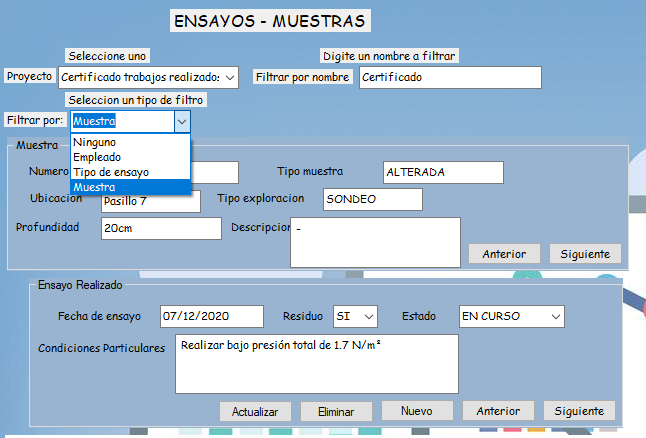 ENSAYOS - MUESTRAS
Seleccione uno
Digite un nombre a filtrar
Proyecto Certificado trabajos realizados Filtrar por nombre Certificado
Seleccion un tipo de filtro
Filtrar por: Muestra
Ninguno
Empleado
Tipo de ensayo
Muestra
Muestra
Numero Tipo muestra ALTERADA
Ubicacion Pasillo 7 Tipo exploracion SONDEO
Profundidad 20cm Descripcion -
Anterior Siguiente
Ensayo Realizado
Fecha de ensayo 07/12/2020 Residuo SI Estado EN CURSO
Condiciones Particulares Realizar bajo presión total de 1.7 N/m²
Actualizar Eliminar Nuevo Anterior Siguiente